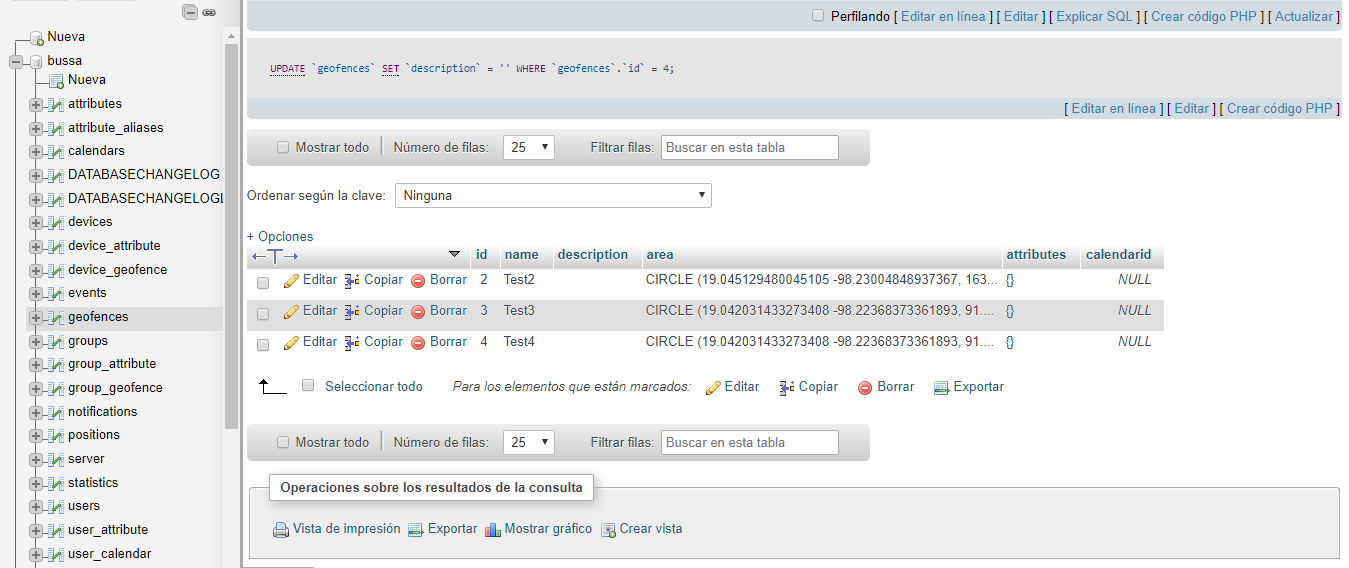 Nueva
bussa
Nueva
attributes
attribute_aliases
calendars
DATABASECHANGELOG
DATABASECHANGELOGL
devices
device_attribute
device_geofence
events
geofences
groups
group_attribute
group_geofence
notifications
positions
server
statistics
users
user_attribute
user_calendar
Perfilando [ Editar en línea ] [ Editar ] [ Explicar SQL ] [ Crear código PHP ] [ Actualizar ]
UPDATE `geofences` SET `description` = '' WHERE `geofences`.`id` = 4;
[ Editar en línea ] [ Editar ] [ Crear código PHP ]
Mostrar todo Número de filas: 25 Filtrar filas: Buscar en esta tabla
Ordenar según la clave: Ninguna
+ Opciones
←T→ id name description area attributes calendarid
Editar Copiar Borrar 2 Test2 CIRCLE (19.045129480045105 -98.23004848937367, 163... {} NULL
Editar Copiar Borrar 3 Test3 CIRCLE (19.042031433273408 -98.22368373361893, 91.... {} NULL
Editar Copiar Borrar 4 Test4 CIRCLE (19.042031433273408 -98.22368373361893, 91.... {} NULL
Seleccionar todo Para los elementos que están marcados: Editar Copiar Borrar Exportar
Mostrar todo Número de filas: 25 Filtrar filas: Buscar en esta tabla
Operaciones sobre los resultados de la consulta
Vista de impresión Exportar Mostrar gráfico Crear vista